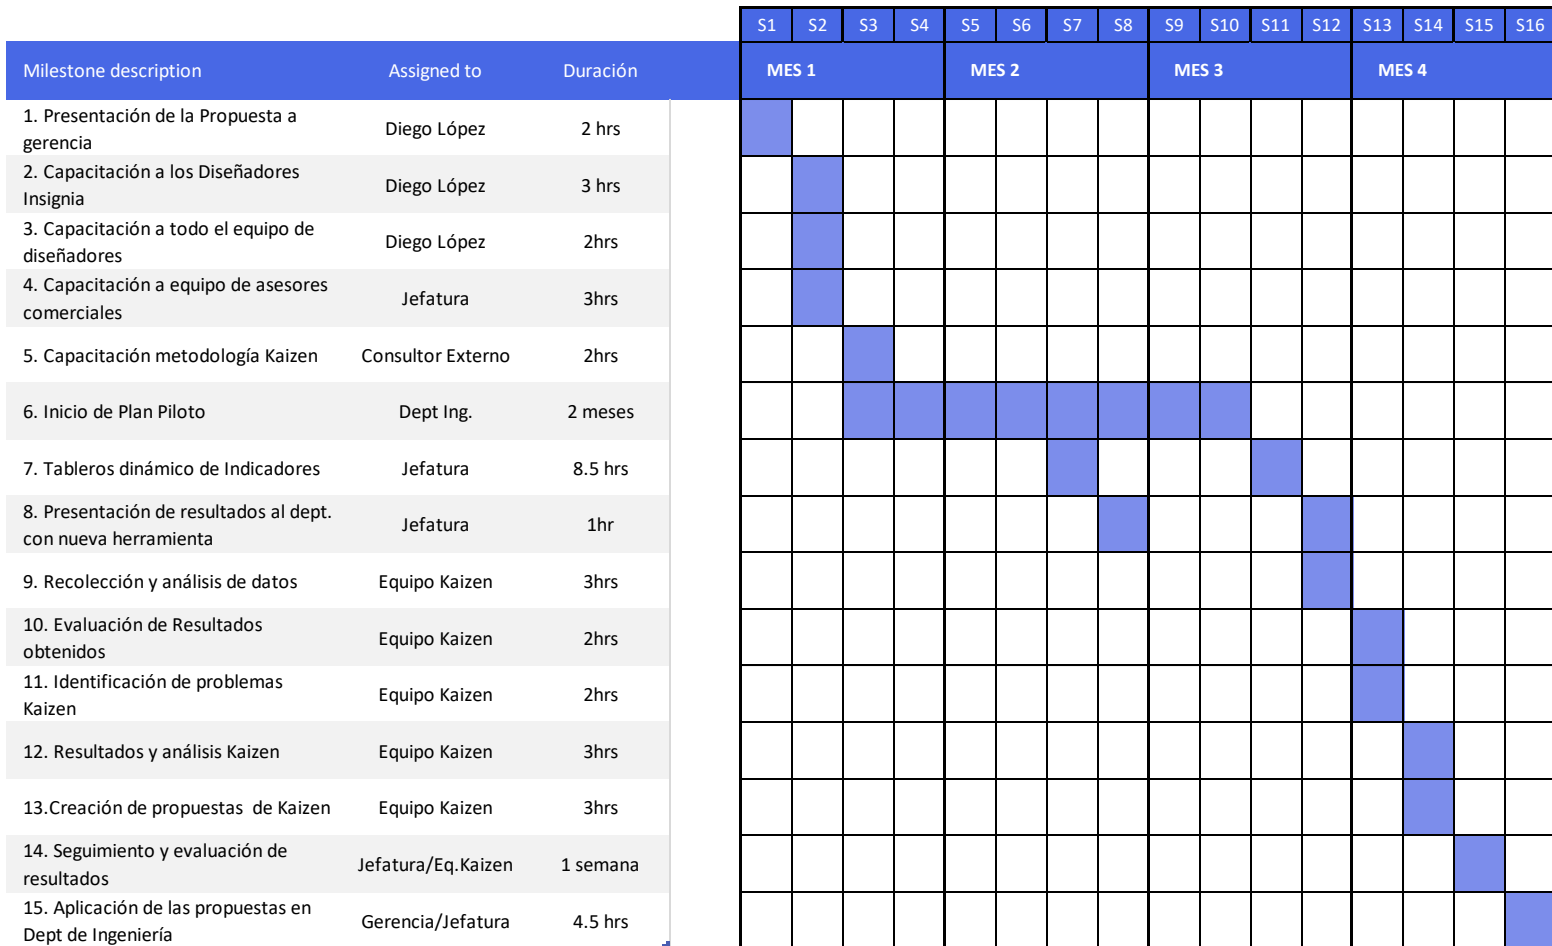 S1 S2 S3 S4 S5 S6 S7 S8 S9 S10 S11 S12 S13 S14 S15 S16
Milestone description Assigned to Duración MES 1 MES 2 MES 3 MES 4
1. Presentación de la Propuesta a
gerencia
Diego López 2 hrs
2. Capacitación a los Diseñadores
Insignia
Diego López 3 hrs
3. Capacitación a todo el equipo de
diseñadores
Diego López 2hrs
4. Capacitación a equipo de asesores
comerciales
Jefatura 3hrs
5. Capacitación metodología Kaizen Consultor Externo 2hrs
6. Inicio de Plan Piloto Dept Ing. 2 meses
7. Tableros dinámico de Indicadores Jefatura 8.5 hrs
8. Presentación de resultados al dept.
con nueva herramienta
Jefatura 1hr
9. Recolección y análisis de datos Equipo Kaizen 3hrs
10. Evaluación de Resultados
obtenidos
Equipo Kaizen 2hrs
11. Identificación de problemas
Kaizen
Equipo Kaizen 2hrs
12. Resultados y análisis Kaizen Equipo Kaizen 3hrs
13.Creación de propuestas  de Kaizen Equipo Kaizen 3hrs
14. Seguimiento y evaluación de
resultados
Jefatura/Eq.Kaizen 1 semana
15. Aplicación de las propuestas en
Dept de Ingeniería
Gerencia/Jefatura 4.5 hrs